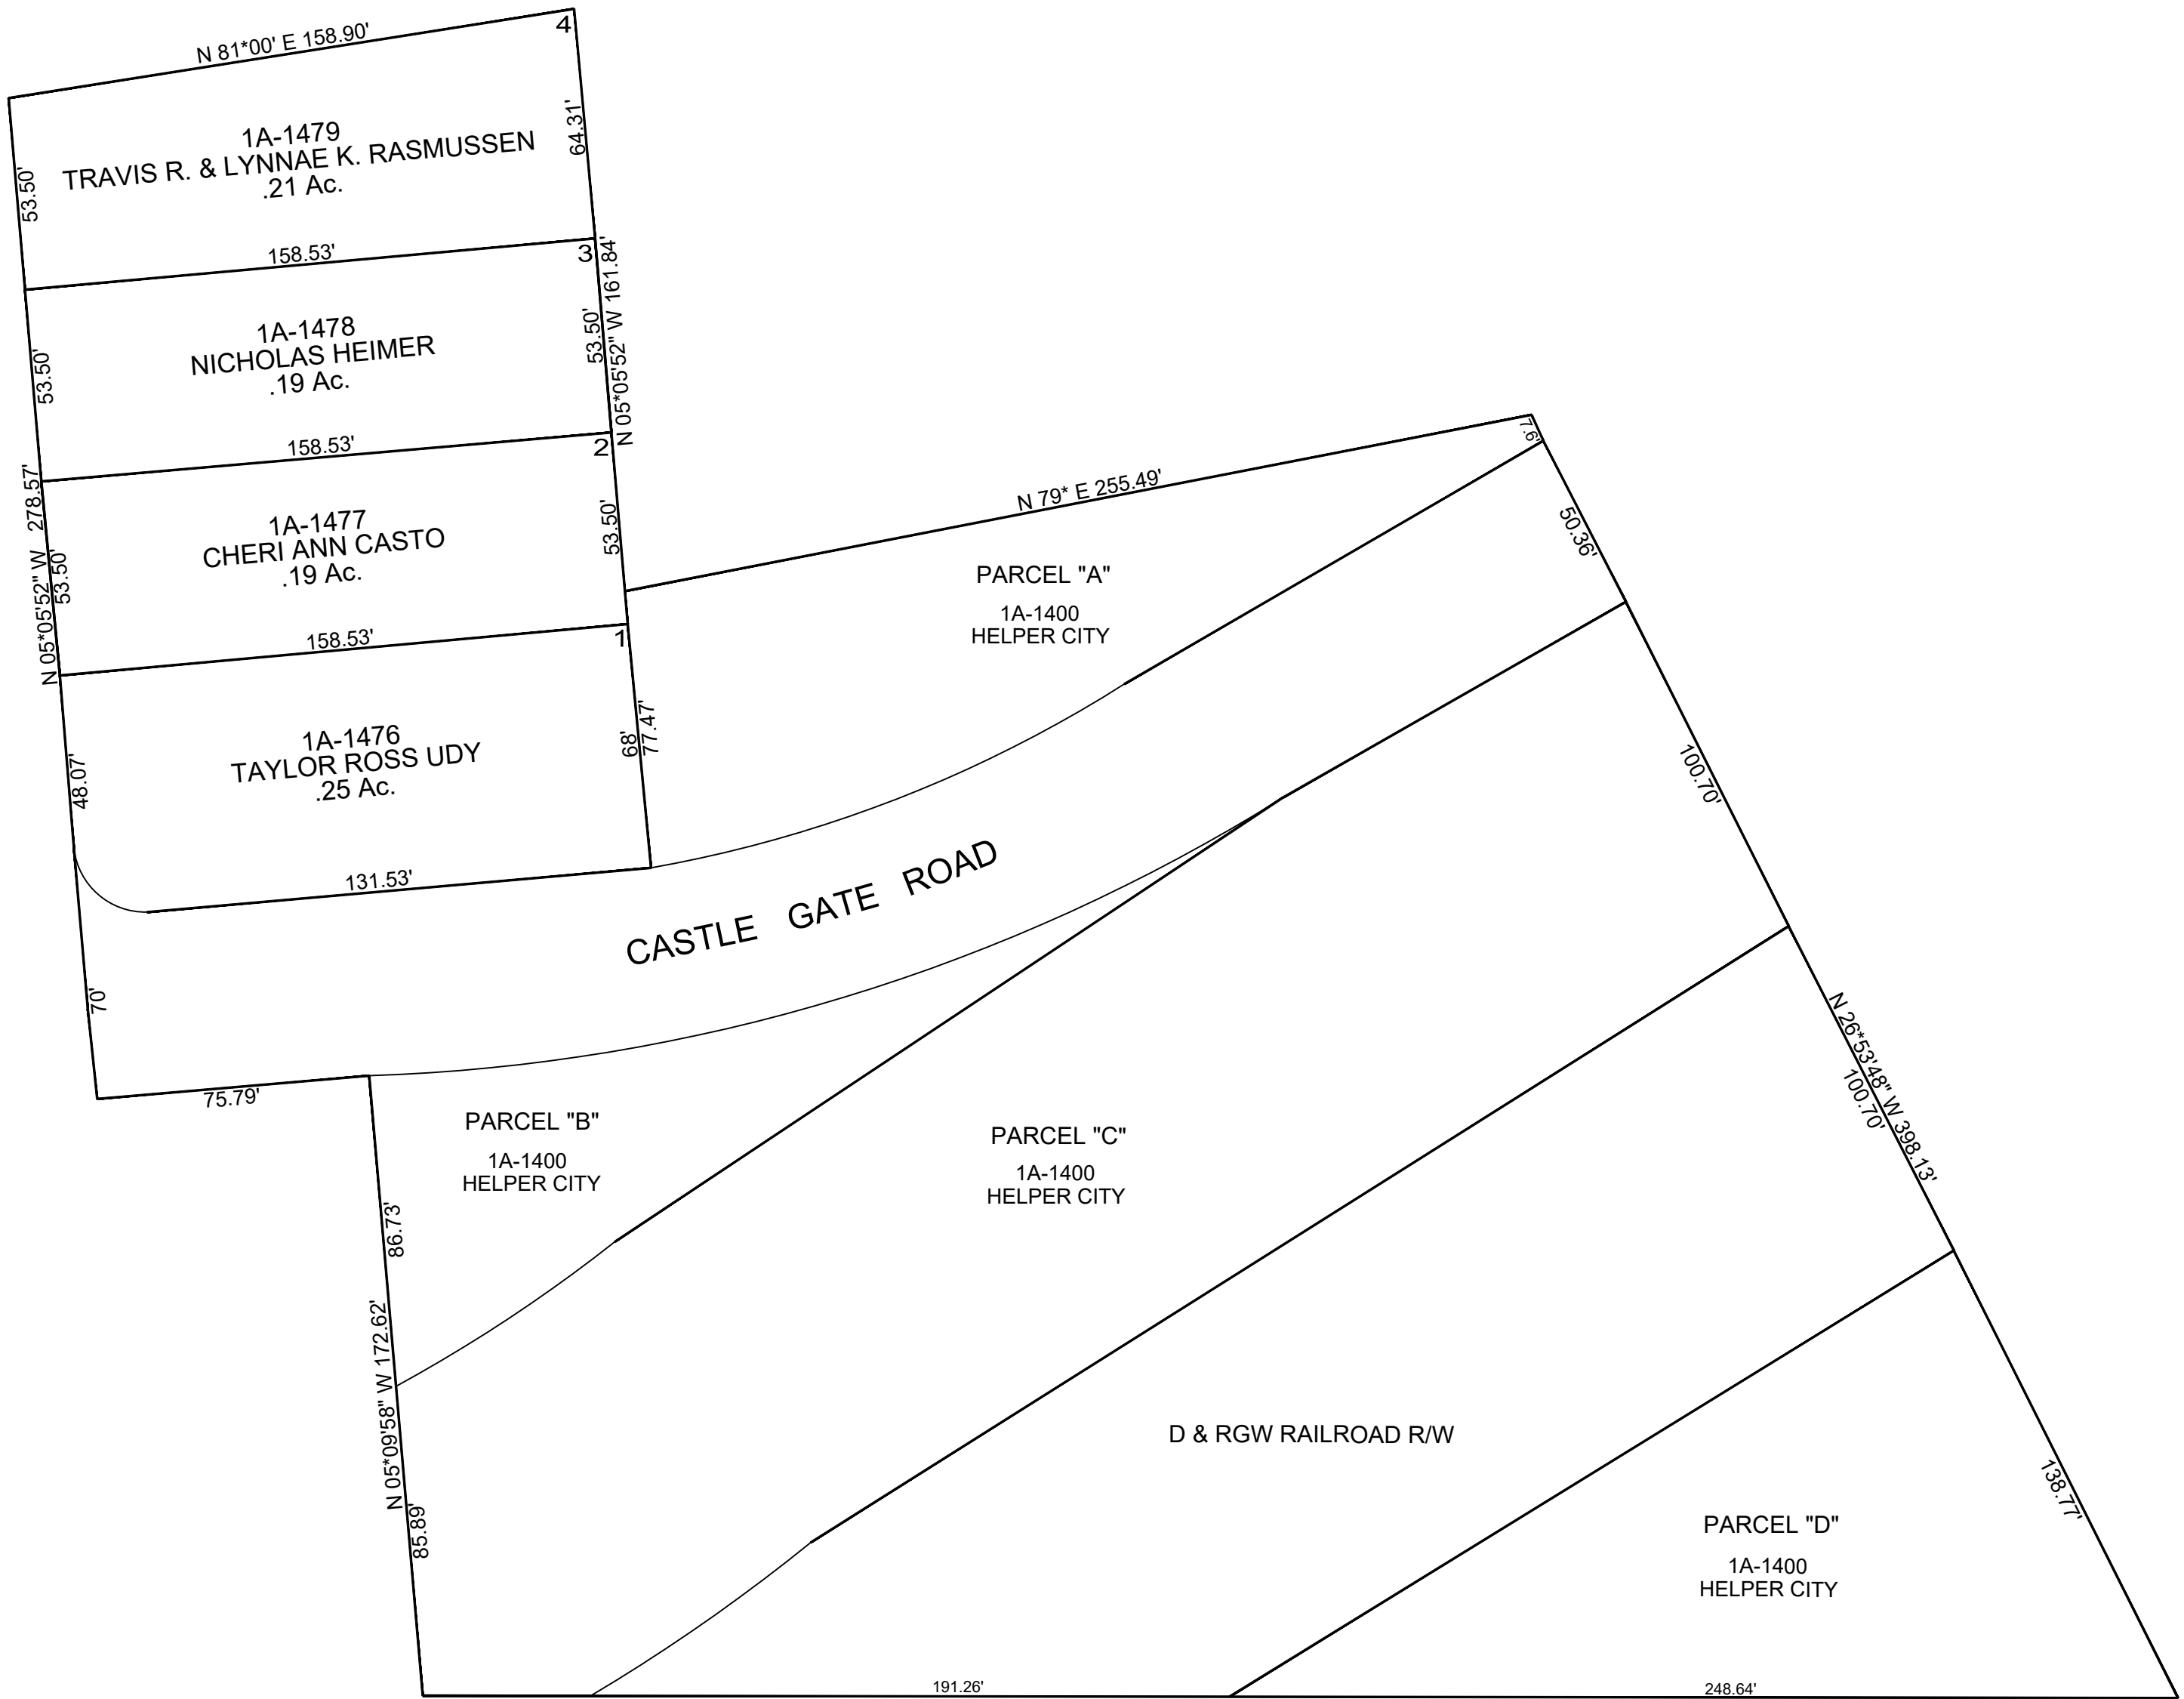 N 81*00' E 158.90'
4
64.31'
53.50'
1A-1479
TRAVIS R. & LYNNAE K. RASMUSSEN
.21 Ac.
158.53'
3
N 05*05'52" W 161.84'
53.50'
53.50'
1A-1478
NICHOLAS HEIMER
.19 Ac.
158.53'
2
N 05*05'52" W  278.57'
53.50'
53.50'
1A-1477
CHERI ANN CASTO
.19 Ac.
158.53'
1
48.07'
1A-1476
TAYLOR ROSS UDY
.25 Ac.
68'
77.47'
131.53'
N 79* E 255.49'
7.6'
50.36'
PARCEL "A"
1A-1400
HELPER CITY
100.70'
CASTLE GATE ROAD
70'
75.79'
N 26*53'48" W 398.13'
100.70'
PARCEL "B"
1A-1400
HELPER CITY
PARCEL "C"
1A-1400
HELPER CITY
86.73'
N 05*09'58" W 172.62'
85.89'
D & RGW RAILROAD R/W
138.77'
PARCEL "D"
1A-1400
HELPER CITY
191.26'
248.64'